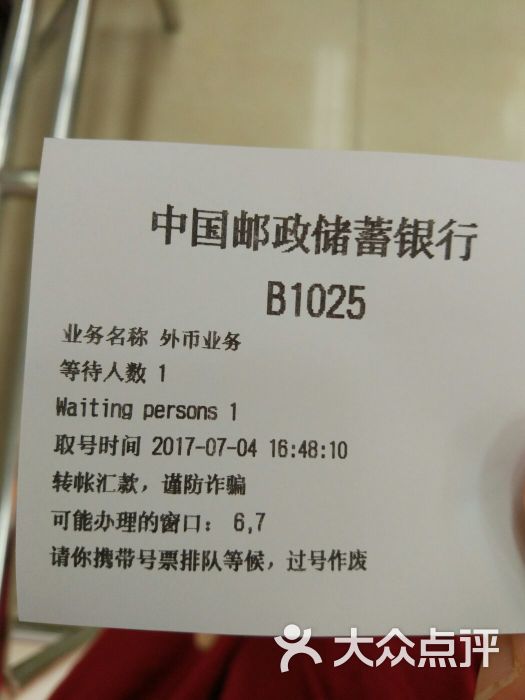 中国邮政储蓄银行
B1025
业务名称 外币业务
等待人数 1
Waiting persons 1
取号时间 2017-07-04 16:48:10
转帐汇款，谨防诈骗
可能办理的窗口： 6,7
请你携带号票排队等候，过号作废
大众点评